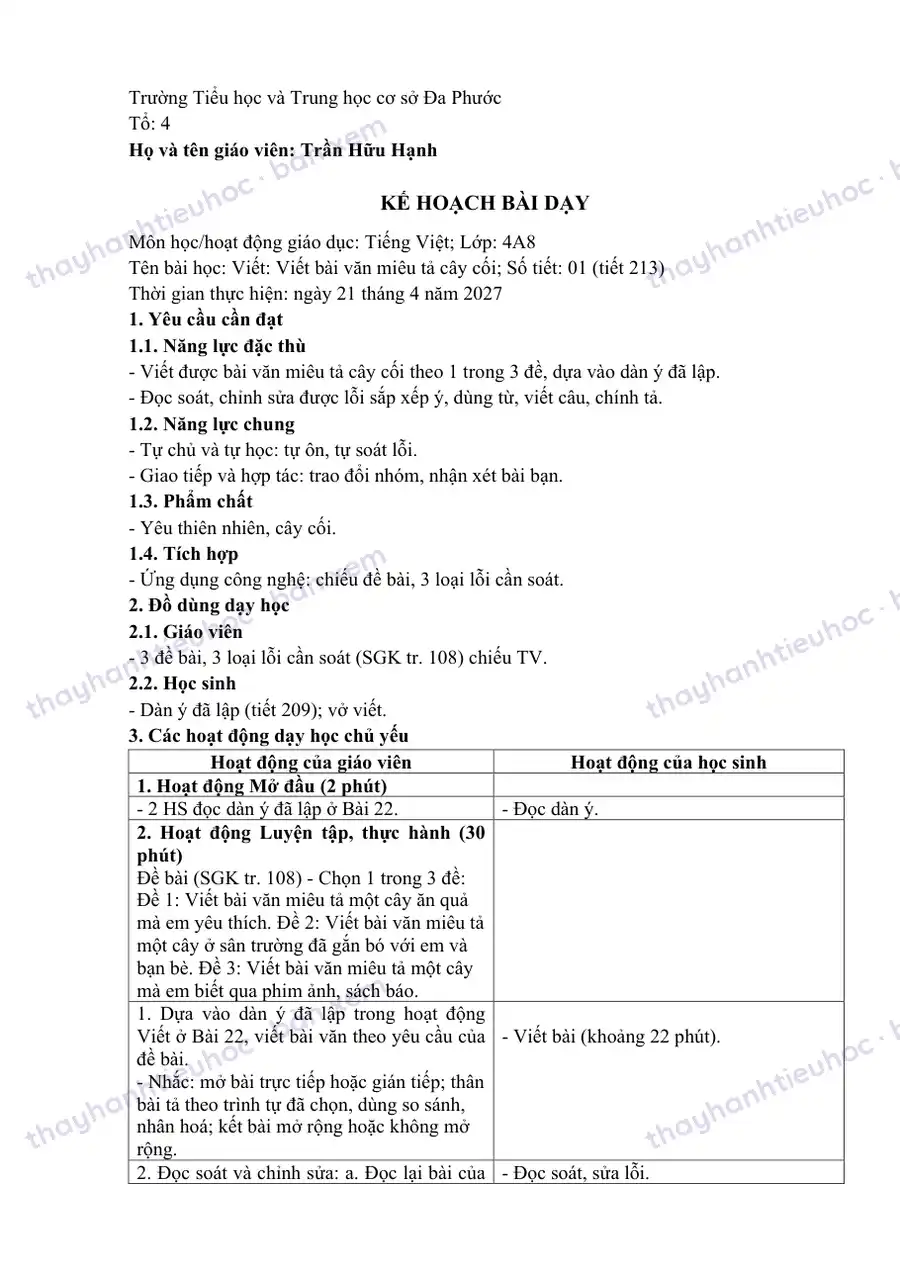 Trường Tiểu học và Trung học cơ sở Đa Phước
Tổ: 4
Họ và tên giáo viên: Trần Hữu Hạnh
KẾ HOẠCH BÀI DẠY
Môn học/hoạt động giáo dục: Tiếng Việt; Lớp: 4A8
Tên bài học: Viết: Viết bài văn miêu tả cây cối; Số tiết: 01 (tiết 213)
Thời gian thực hiện: ngày 21 tháng 4 năm 2027
1. Yêu cầu cần đạt
1.1. Năng lực đặc thù
- Viết được bài văn miêu tả cây cối theo 1 trong 3 đề, dựa vào dàn ý đã lập.
- Đọc soát, chỉnh sửa được lỗi sắp xếp ý, dùng từ, viết câu, chính tả.
1.2. Năng lực chung
- Tự chủ và tự học: tự ôn, tự soát lỗi.
- Giao tiếp và hợp tác: trao đổi nhóm, nhận xét bài bạn.
1.3. Phẩm chất
- Yêu thiên nhiên, cây cối.
1.4. Tích hợp
- Ứng dụng công nghệ: chiếu đề bài, 3 loại lỗi cần soát.
2. Đồ dùng dạy học
2.1. Giáo viên
- 3 đề bài, 3 loại lỗi cần soát (SGK tr. 108) chiếu TV.
2.2. Học sinh
- Dàn ý đã lập (tiết 209); vở viết.
3. Các hoạt động dạy học chủ yếu
Hoạt động của giáo viên
Hoạt động của học sinh
1. Hoạt động Mở đầu (2 phút)
- 2 HS đọc dàn ý đã lập ở Bài 22.
- Đọc dàn ý.
2. Hoạt động Luyện tập, thực hành (30
phút)
Đề bài (SGK tr. 108) - Chọn 1 trong 3 đề:
Đề 1: Viết bài văn miêu tả một cây ăn quả
mà em yêu thích. Đề 2: Viết bài văn miêu tả
một cây ở sân trường đã gắn bó với em và
bạn bè. Đề 3: Viết bài văn miêu tả một cây
mà em biết qua phim ảnh, sách báo.
1. Dựa vào dàn ý đã lập trong hoạt động
Viết ở Bài 22, viết bài văn theo yêu cầu của
đề bài.
- Nhắc: mở bài trực tiếp hoặc gián tiếp; thân
bài tả theo trình tự đã chọn, dùng so sánh,
nhân hoá; kết bài mở rộng hoặc không mở
rộng.
- Viết bài (khoảng 22 phút).
2. Đọc soát và chỉnh sửa: a. Đọc lại bài của
- Đọc soát, sửa lỗi.
thayhanhtieuhoc · bản xem
thayhanhtieuhoc · b
thayhanhtieuhoc · bản xem
thayhanhtieuhoc · b
thayhanhtieuhoc · bản xem
thayhanhtieuhoc · b